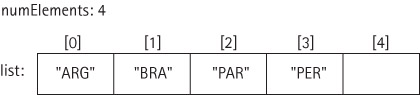 numElements: 4
[0] [1] [2] [3] [4]
list: "ARG" "BRA" "PAR" "PER"